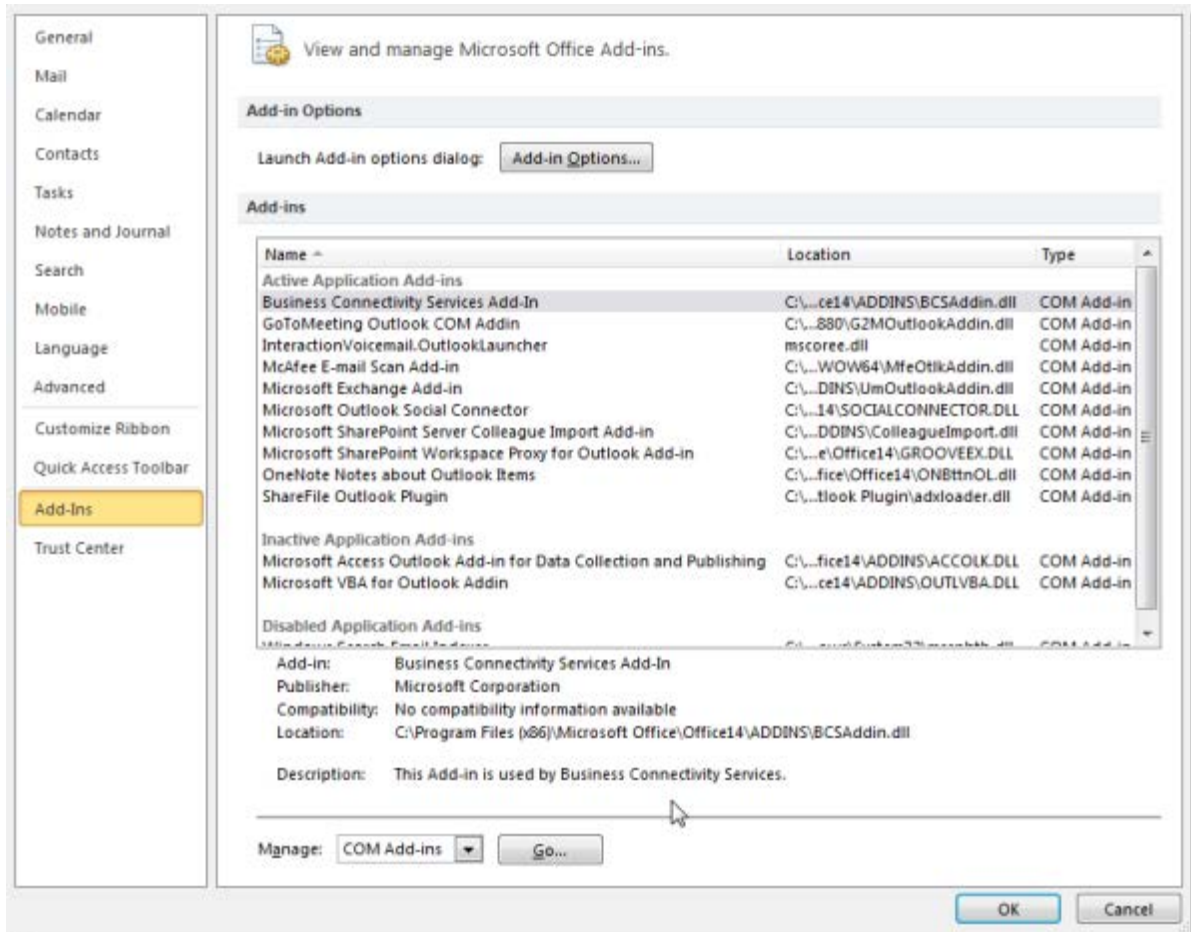 General
Mail
Calendar
Contacts
Tasks
Notes and Journal
Search
Mobile
Language
Advanced
Customize Ribbon
Quick Access Toolbar
Add-Ins
Trust Center
View and manage Microsoft Office Add-ins.
Add-in Options
Launch Add-in options dialog: Add-in Options...
Add-ins
Name Location Type
Active Application Add-ins
Business Connectivity Services Add-In C:\...ce14\ADDINS\BCSAddin.dll COM Add-in
GoToMeeting Outlook COM Addin C:\...880\G2MOutlookAddin.dll COM Add-in
InteractionVoicemail.OutlookLauncher mscoree.dll COM Add-in
McAfee E-mail Scan Add-in C:\...WOW64\MfeOtlkAddin.dll COM Add-in
Microsoft Exchange Add-in C:\...DINS\UmOutlookAddin.dll COM Add-in
Microsoft Outlook Social Connector C:\...14\SOCIALCONNECTOR.DLL COM Add-in
Microsoft SharePoint Server Colleague Import Add-in C:\...DDINS\ColleagueImport.dll COM Add-in
Microsoft SharePoint Workspace Proxy for Outlook Add-in C:\...e\Office14\GROOVEEX.DLL COM Add-in
OneNote Notes about Outlook Items C:\...fice\Office14\ONBttnOL.dll COM Add-in
ShareFile Outlook Plugin C:\...tlook Plugin\adxloader.dll COM Add-in
Inactive Application Add-ins
Microsoft Access Outlook Add-in for Data Collection and Publishing C:\...fice14\ADDINS\ACCOLK.DLL COM Add-in
Microsoft VBA for Outlook Addin C:\...ce14\ADDINS\OUTLVBA.DLL COM Add-in
Disabled Application Add-ins
Windows Search Email Indexer COM Add-in
Add-in: Business Connectivity Services Add-In
Publisher: Microsoft Corporation
Compatibility: No compatibility information available
Location: C:\Program Files (x86)\Microsoft Office\Office14\ADDINS\BCSAddin.dll
Description: This Add-in is used by Business Connectivity Services.
Manage: COM Add-ins Go...
OK Cancel